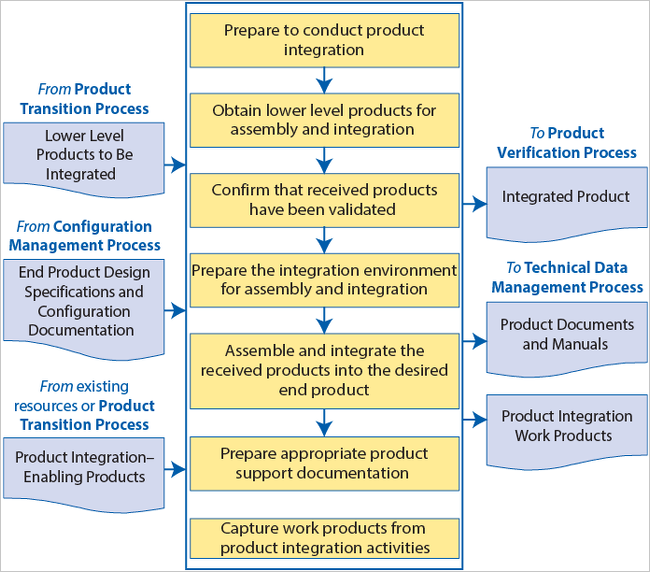 Prepare to conduct product
integration
Obtain lower level products for
assembly and integration
Confirm that received products
have been validated
Prepare the integration environment
for assembly and integration
Assemble and integrate the
received products into the desired
end product
Prepare appropriate product
support documentation
Capture work products from
product integration activities
From Product
Transition Process
Lower Level
Products to Be
Integrated
From Configuration
Management Process
End Product Design
Specifications and
Configuration
Documentation
From existing
resources or Product
Transition Process
Product Integration–
Enabling Products
To Product
Verification Process
Integrated Product
To Technical Data
Management Process
Product Documents
and Manuals
Product Integration
Work Products